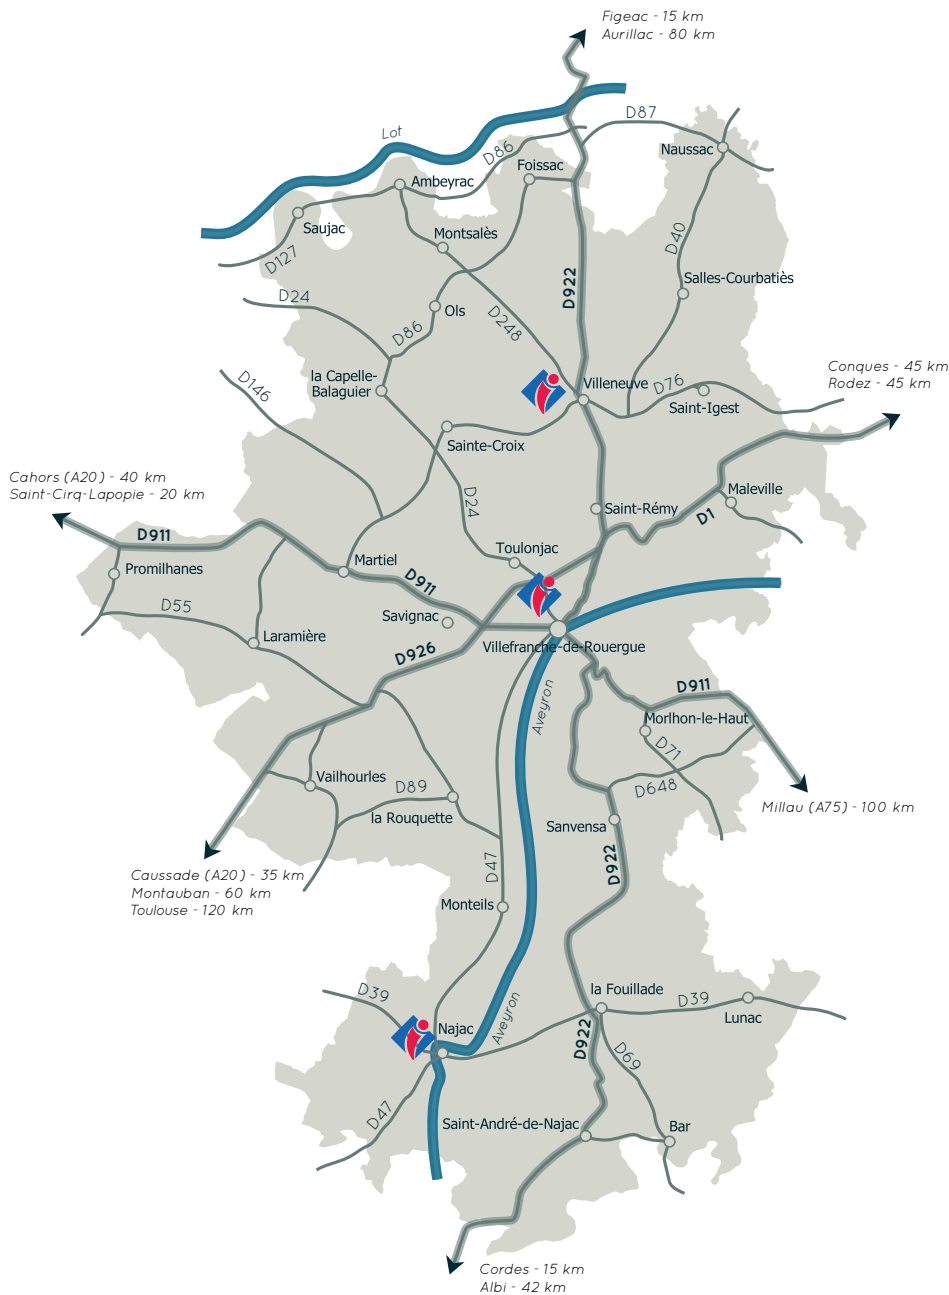 Figeac - 15 km
Aurillac - 80 km
D87
Lot
D86
Naussac
Foissac
Ambeyrac
Saujac
Montsalès
D40
D127
D922
Salles-Courbatiès
D24
Ols
D248
D86
Conques - 45 km
Rodez - 45 km
la Capelle-
Balaguier
D146
Villeneuve
D76
Saint-Igest
Sainte-Croix
Cahors (A20) - 40 km
Saint-Cirq-Lapopie - 20 km
Maleville
D24
Saint-Rémy
D1
D911
Toulonjac
Martiel
Promilhanes
D911
D55
Savignac
Laramière
Villefranche-de-Rouergue
D926
D911
Aveyron
Morlhon-le-Haut
D71
Vailhourles
D89
D648
Millau (A75) - 100 km
la Rouquette
Sanvensa
D922
D47
Caussade (A20) - 35 km
Montauban - 60 km
Toulouse - 120 km
Monteils
la Fouillade
D39
D39
Lunac
Aveyron
Najac
D922
D69
D47
Saint-André-de-Najac
Bar
Cordes - 15 km
Albi - 42 km